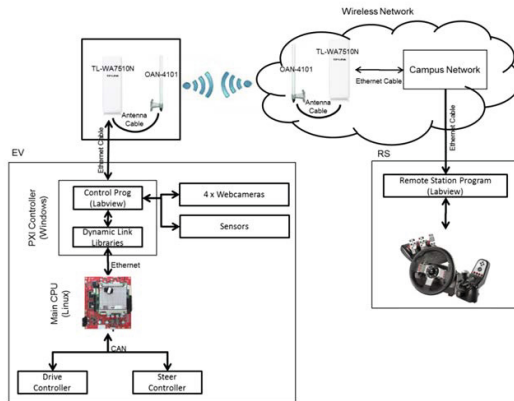 Wireless Network
TL-WA7510N
OAN-4101
Antenna
Cable
Ethernet Cable
TL-WA7510N
OAN-4101
Antenna
Cable
Ethernet Cable
Campus Network
Ethernet Cable
EV
PXI Controller
(Windows)
Control Prog
(Labview)
Dynamic Link
Libraries
4 x Webcameras
Sensors
Ethernet
Main CPU
(Linux)
CAN
Drive
Controller
Steer
Controller
RS
Remote Station Program
(Labview)